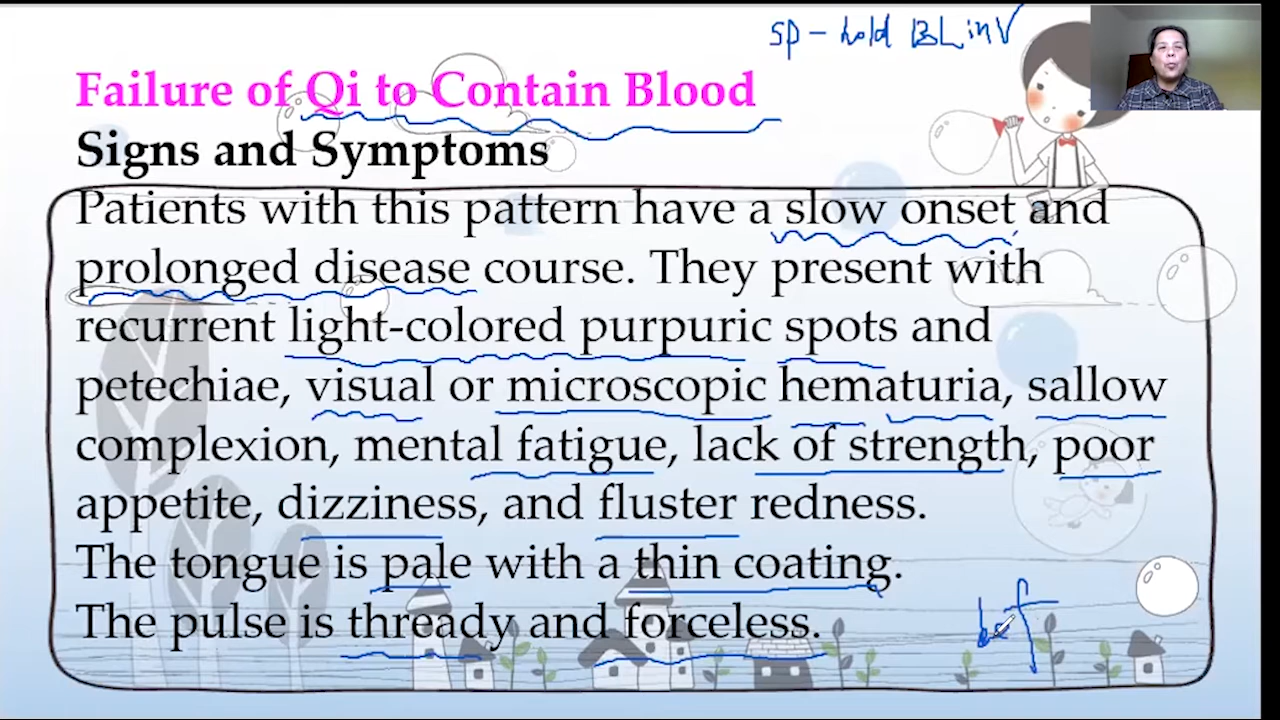 sp - hold BL in V
Failure of Qi to Contain Blood
Signs and Symptoms
Patients with this pattern have a slow onset and
prolonged disease course. They present with
recurrent light-colored purpuric spots and
petechiae, visual or microscopic hematuria, sallow
complexion, mental fatigue, lack of strength, poor
appetite, dizziness, and fluster redness.
The tongue is pale with a thin coating.
The pulse is thready and forceless.